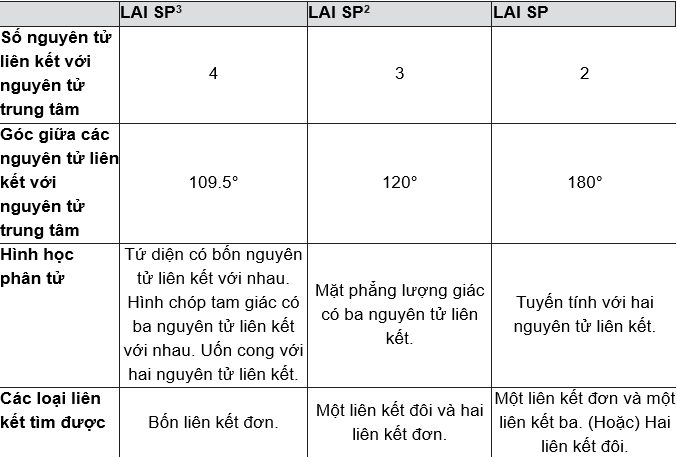 LAI SP³ LAI SP² LAI SP
Số nguyên tử
liên kết với
nguyên tử
trung tâm
4 3 2
Góc giữa các
nguyên tử liên
kết với
nguyên tử
trung tâm
109.5° 120° 180°
Hình học
phân tử
Tứ diện có bốn nguyên
tử liên kết với nhau.
Hình chóp tam giác có
ba nguyên tử liên kết
với nhau. Uốn cong với
hai nguyên tử liên kết.
Mặt phẳng lượng giác
có ba nguyên tử liên
kết.
Tuyến tính với hai
nguyên tử liên kết.
Các loại liên
kết tìm được
Bốn liên kết đơn.
Một liên kết đôi và hai
liên kết đơn.
Một liên kết đơn và một
liên kết ba. (Hoặc) Hai
liên kết đôi.